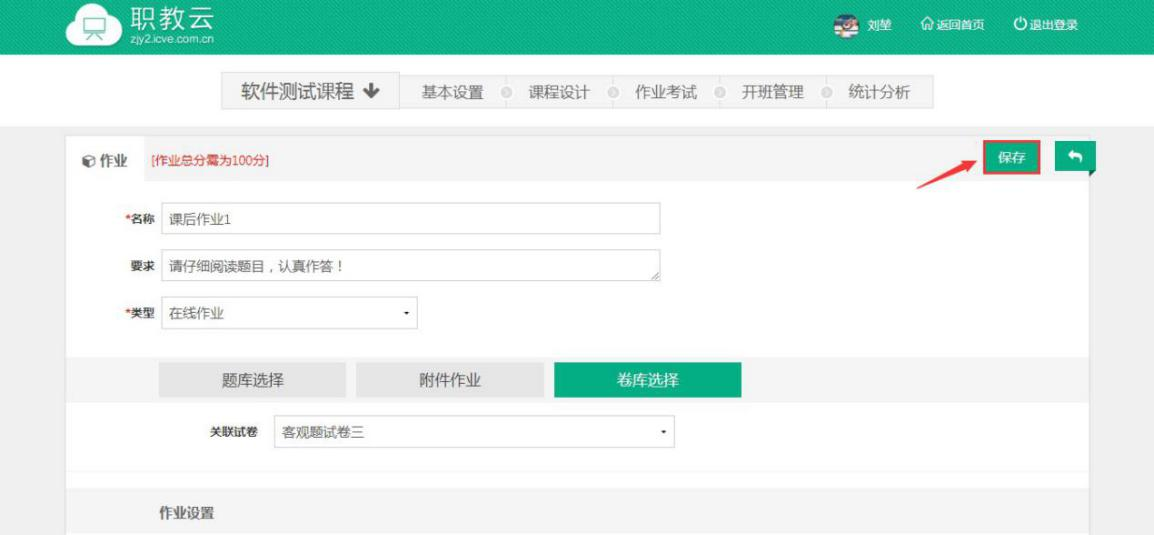 职教云
zjy2.icve.com.cn
刘堃 返回首页 退出登录
软件测试课程 基本设置 课程设计 作业考试 开班管理 统计分析
作业 [作业总分需为100分] 保存
*名称 课后作业1
要求 请仔细阅读题目，认真作答！
*类型 在线作业
题库选择 附件作业 卷库选择
关联试卷 客观题试卷三
作业设置